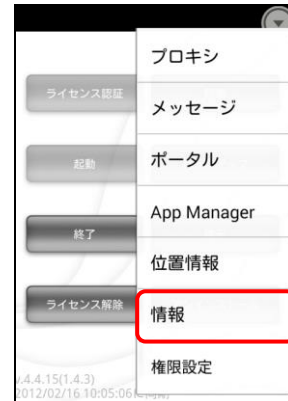 プロキシ
メッセージ
ポータル
App Manager
位置情報
情報
権限設定
ライセンス認証
起動
終了
ライセンス解除
v.4.4.15(1.4.3)
2012/02/16 10:05:06